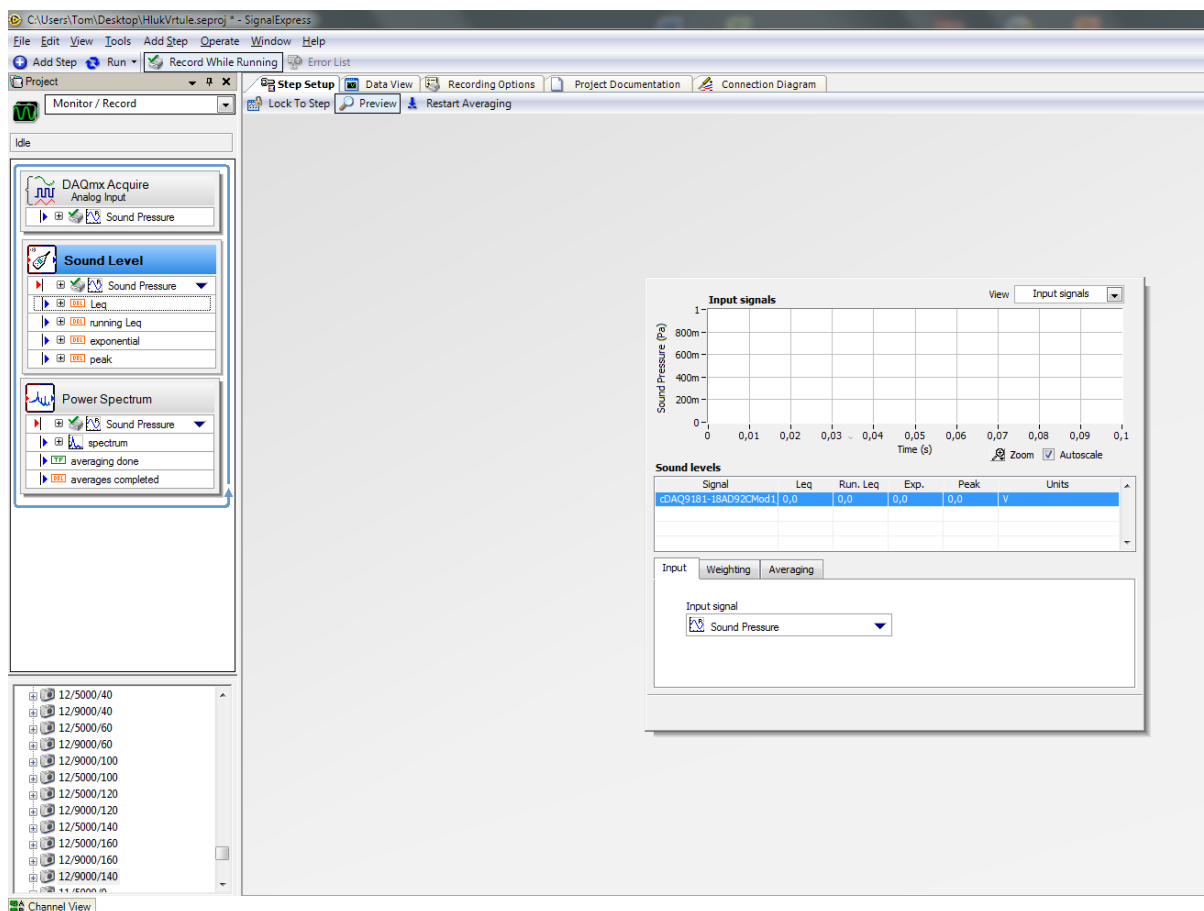 C:\Users\Tom\Desktop\HlukVrtule.seproj * - SignalExpress
File Edit View Tools Add Step Operate Window Help
Add Step Run Record While Running Error List
Project
Monitor / Record
Idle
DAQmx Acquire
Analog Input
Sound Pressure
Sound Level
Sound Pressure
Leq
running Leq
exponential
peak
Power Spectrum
Sound Pressure
spectrum
averaging done
averages completed
12/5000/40
12/9000/40
12/5000/60
12/9000/60
12/9000/100
12/5000/100
12/5000/120
12/9000/120
12/5000/140
12/5000/160
12/9000/160
12/9000/140
11/5000/0
Channel View
Step Setup Data View Recording Options Project Documentation Connection Diagram
Lock To Step Preview Restart Averaging
Input signals View Input signals
Sound Pressure (Pa)
1
800m
600m
400m
200m
0
0 0,01 0,02 0,03 0,04 0,05 0,06 0,07 0,08 0,09 0,1
Time (s)
Zoom Autoscale
Sound levels
Signal Leq Run. Leq Exp. Peak Units
cDAQ9181-18AD92CMod1 0,0 0,0 0,0 0,0 V
Input Weighting Averaging
Input signal
Sound Pressure